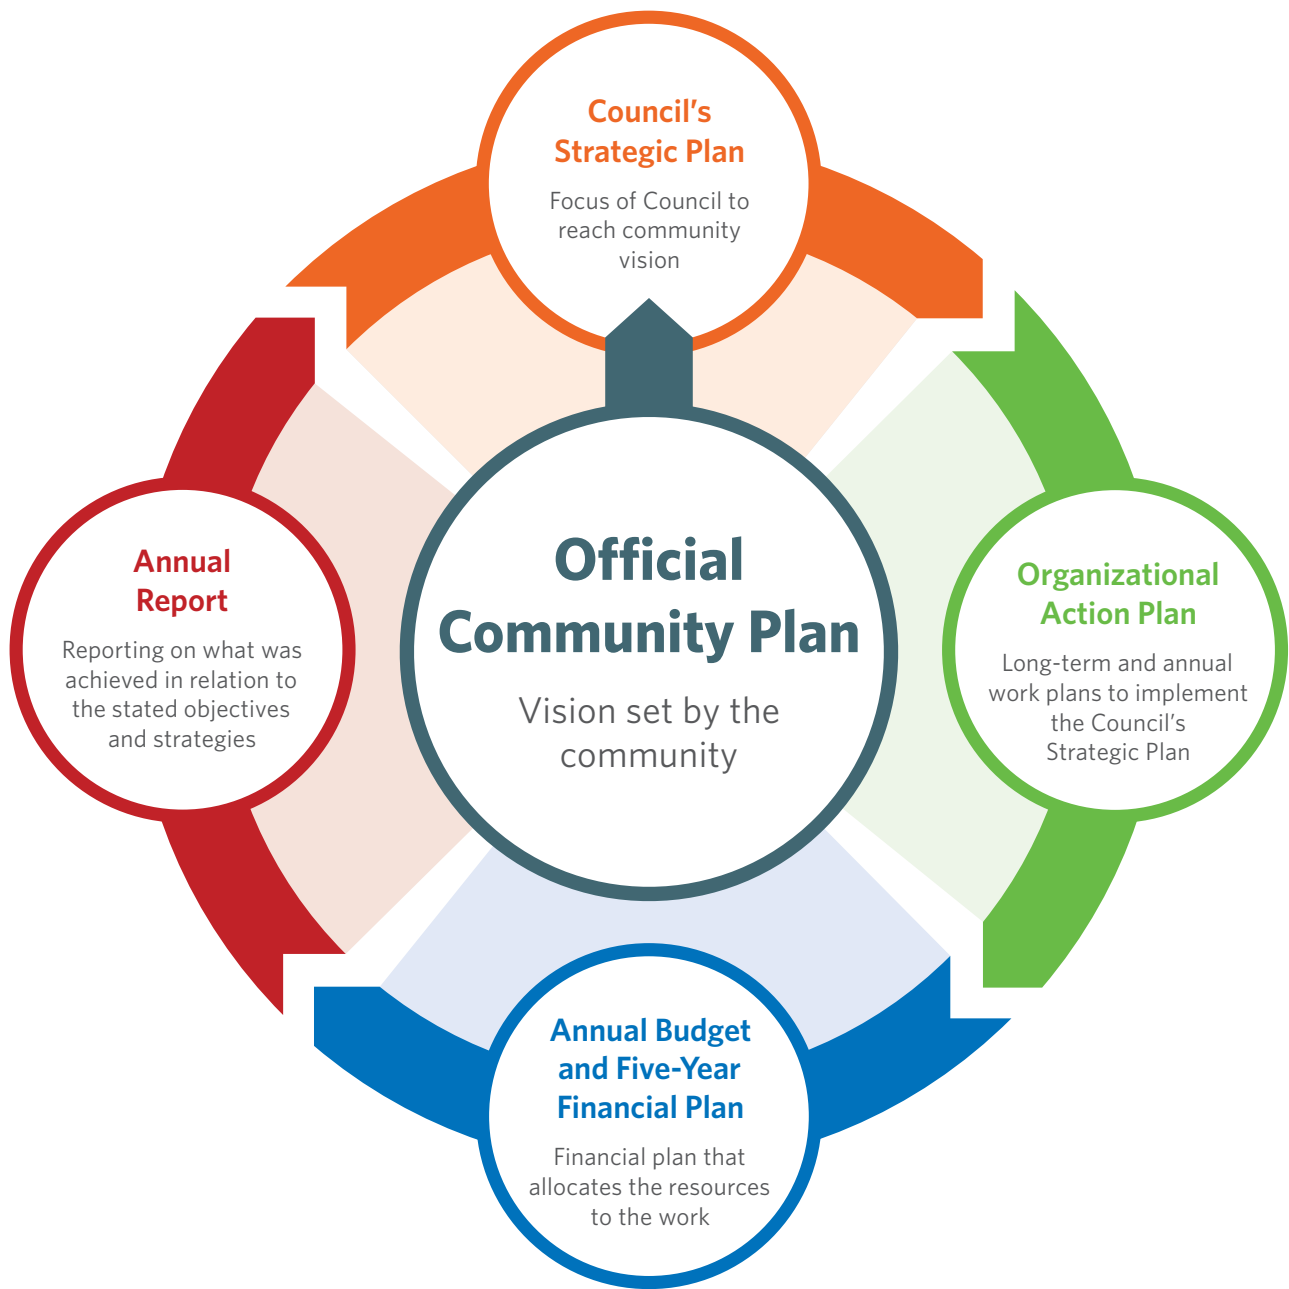 Council’s
Strategic Plan
Focus of Council to
reach community
vision
Annual
Report
Reporting on what was
achieved in relation to
the stated objectives
and strategies
Official
Community Plan
Vision set by the
community
Organizational
Action Plan
Long-term and annual
work plans to implement
the Council’s
Strategic Plan
Annual Budget
and Five-Year
Financial Plan
Financial plan that
allocates the resources
to the work